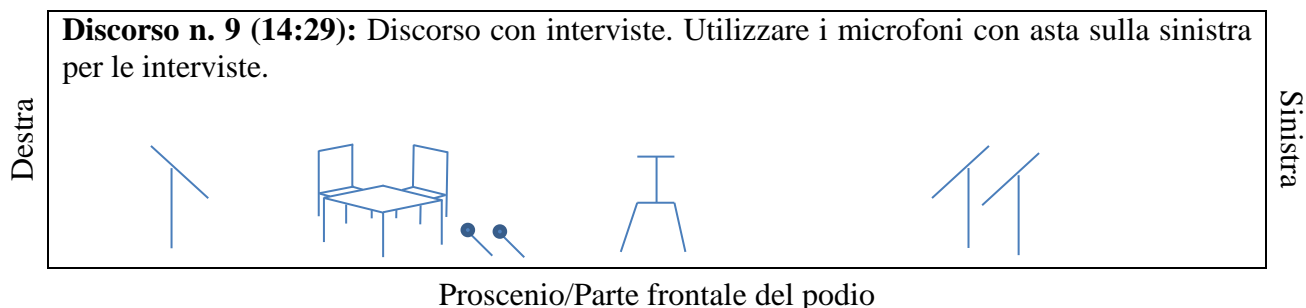 Discorso n. 9 (14:29): Discorso con interviste. Utilizzare i microfoni con asta sulla sinistra
per le interviste.
Destra
Sinistra
Proscenio/Parte frontale del podio